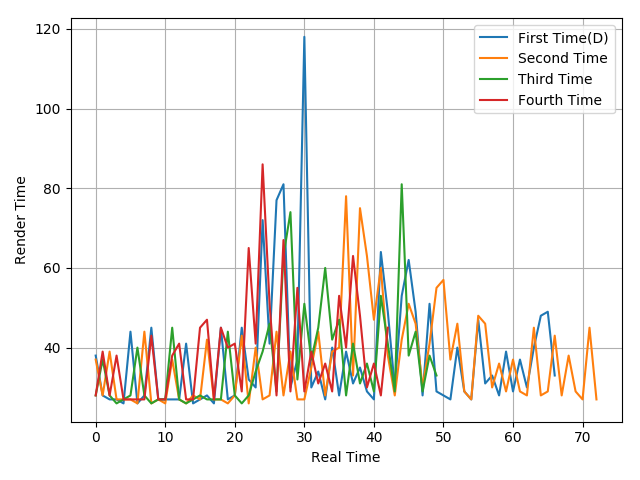 120
100
80
60
40
0
10
20
30
40
50
60
70
Render Time
Real Time
First Time(D)
Second Time
Third Time
Fourth Time